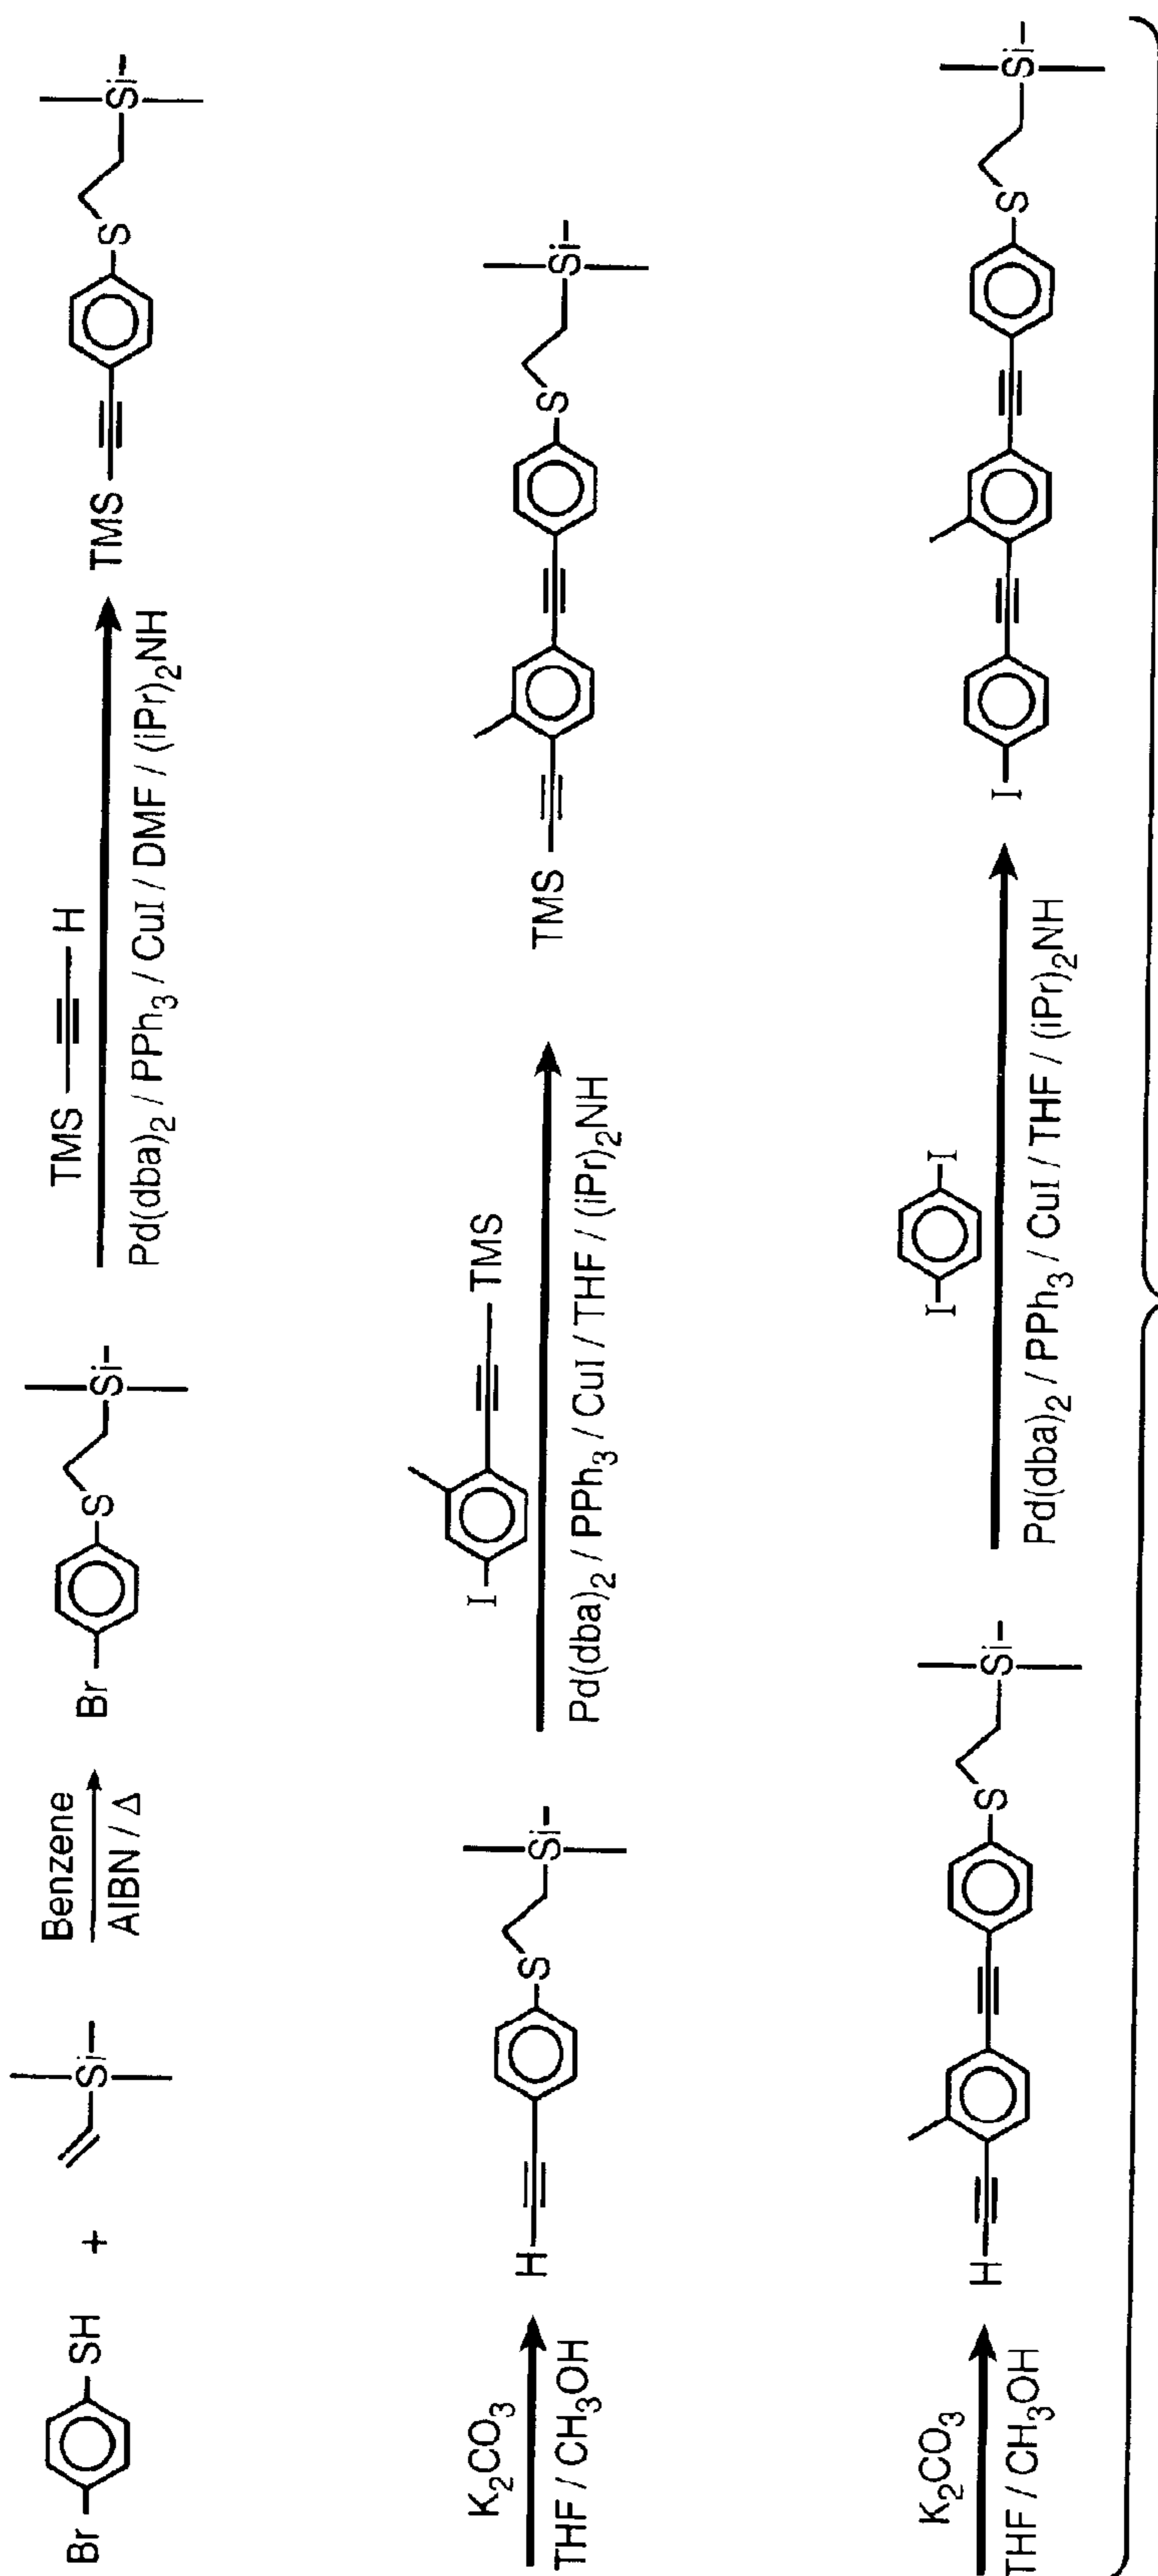 Br SH + Si
Benzene
AIBN / Δ
Br S Si
TMS H
Pd(dba)2 / PPh3 / CuI / DMF / (iPr)2NH
TMS S Si
K2CO3
THF / CH3OH
H S Si
I TMS
Pd(dba)2 / PPh3 / CuI / THF / (iPr)2NH
TMS S Si
K2CO3
THF / CH3OH
H S Si
I I
Pd(dba)2 / PPh3 / CuI / THF / (iPr)2NH
I S Si